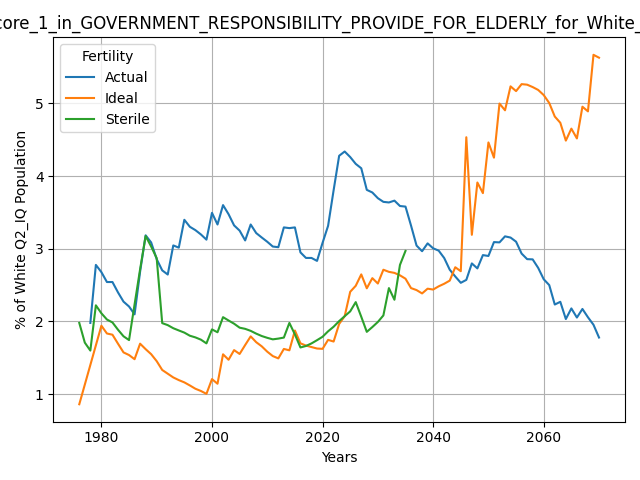 core_1_in_GOVERNMENT_RESPONSIBILITY_PROVIDE_FOR_ELDERLY_for_White_
Fertility
Actual
Ideal
Sterile
% of White Q2_IQ Population
5
4
3
2
1
1980
2000
2020
2040
2060
Years